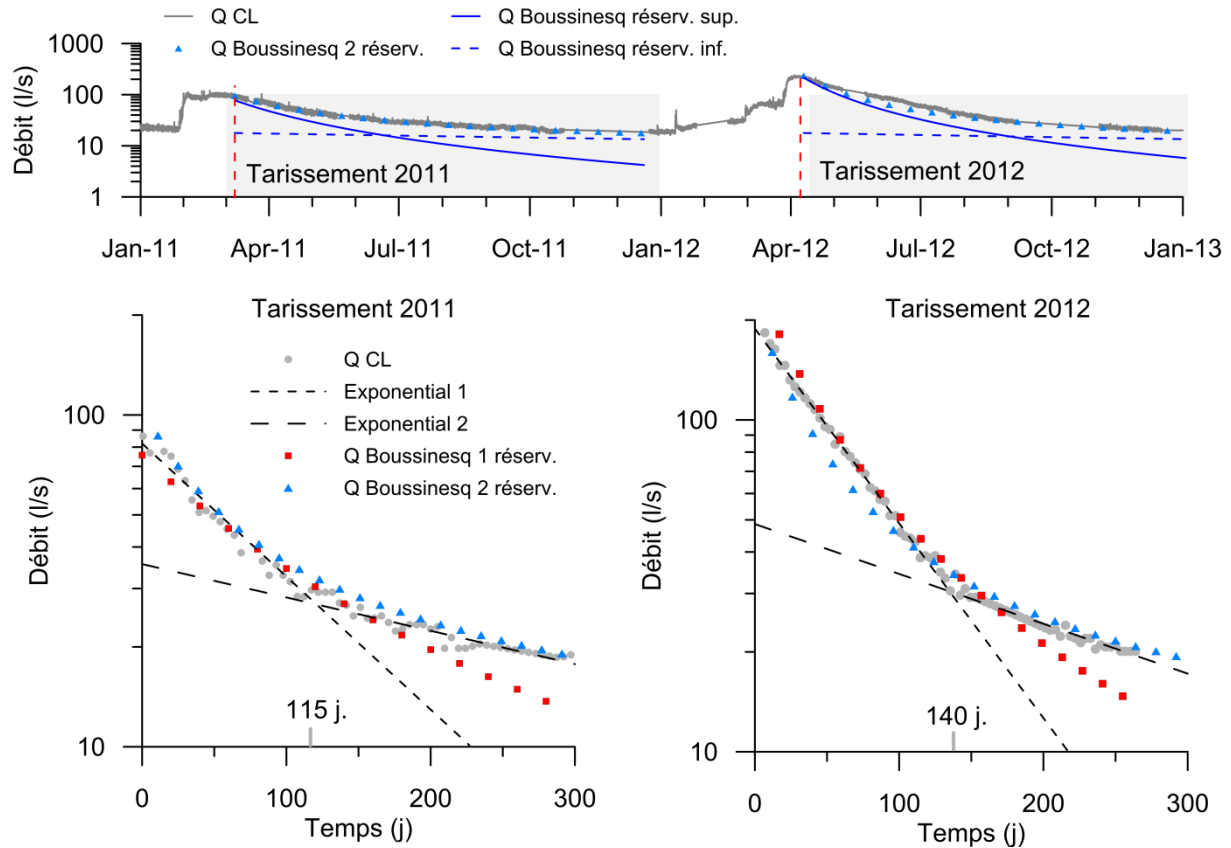 Q CL
Q Boussinesq réserv. sup.
Q Boussinesq 2 réserv.
Q Boussinesq réserv. inf.
Débit (l/s)
1000
100
10
1
Tarissement 2011
Tarissement 2012
Jan-11
Apr-11
Jul-11
Oct-11
Jan-12
Apr-12
Jul-12
Oct-12
Jan-13
Tarissement 2011
Q CL
Exponential 1
Exponential 2
Q Boussinesq 1 réserv.
Q Boussinesq 2 réserv.
Débit (l/s)
100
10
115 j.
0
100
200
300
Temps (j)
Tarissement 2012
Débit (l/s)
100
10
140 j.
0
100
200
300
Temps (j)